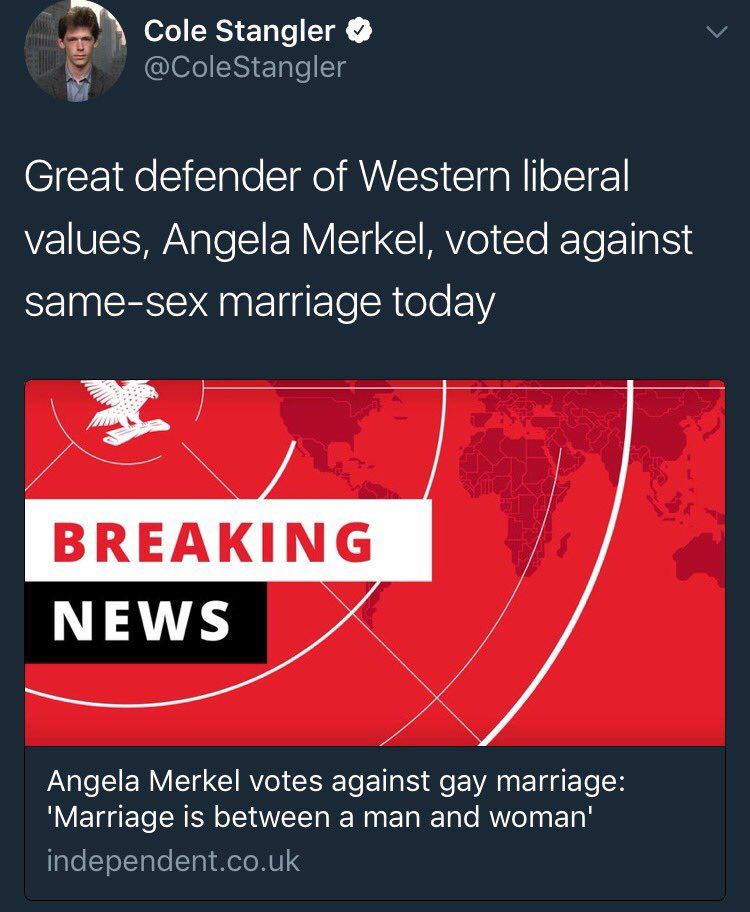 Cole Stangler
@ColeStangler
Great defender of Western liberal
values, Angela Merkel, voted against
same-sex marriage today
BREAKING
NEWS
Angela Merkel votes against gay marriage:
'Marriage is between a man and woman'
independent.co.uk